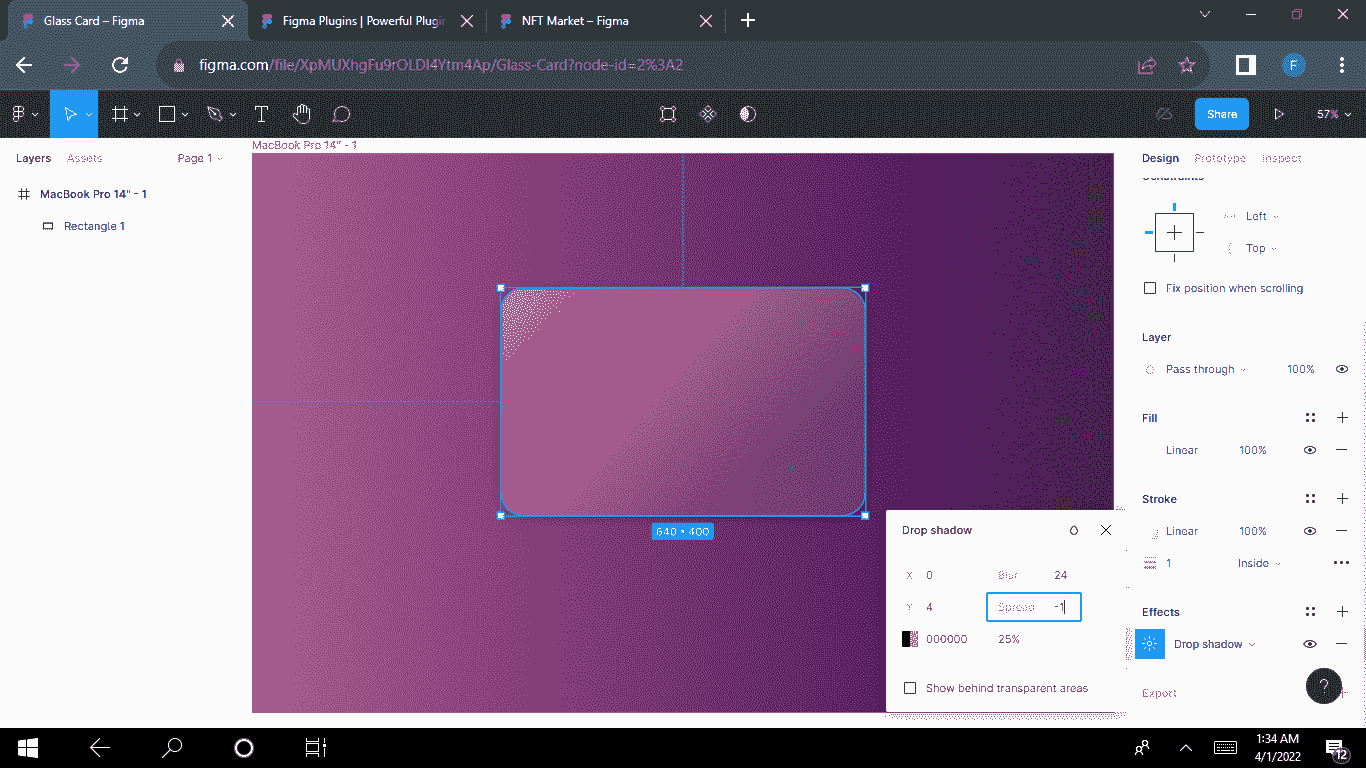 Glass Card – Figma
Figma Plugins | Powerful Plugin
NFT Market – Figma
figma.com/file/XpMUXhgFu9rOLDI4Ytm4Ap/Glass-Card?node-id=2%3A2
F
Share
57%
Layers
Assets
Page 1
MacBook Pro 14" - 1
Rectangle 1
MacBook Pro 14" - 1
640 × 400
Design
Prototype
Inspect
Constraints
Left
Top
Fix position when scrolling
Layer
Pass through
100%
Fill
Linear
100%
Stroke
Linear
100%
1
Inside
Effects
Drop shadow
Export
?
Drop shadow
X 0
Blur 24
Y 4
Spread -1
000000
25%
Show behind transparent areas
1:34 AM
4/1/2022
12